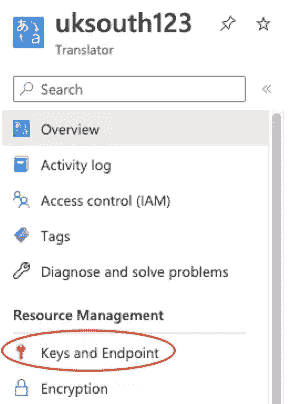 uksouth123
Translator
Search
Overview
Activity log
Access control (IAM)
Tags
Diagnose and solve problems
Resource Management
Keys and Endpoint
Encryption